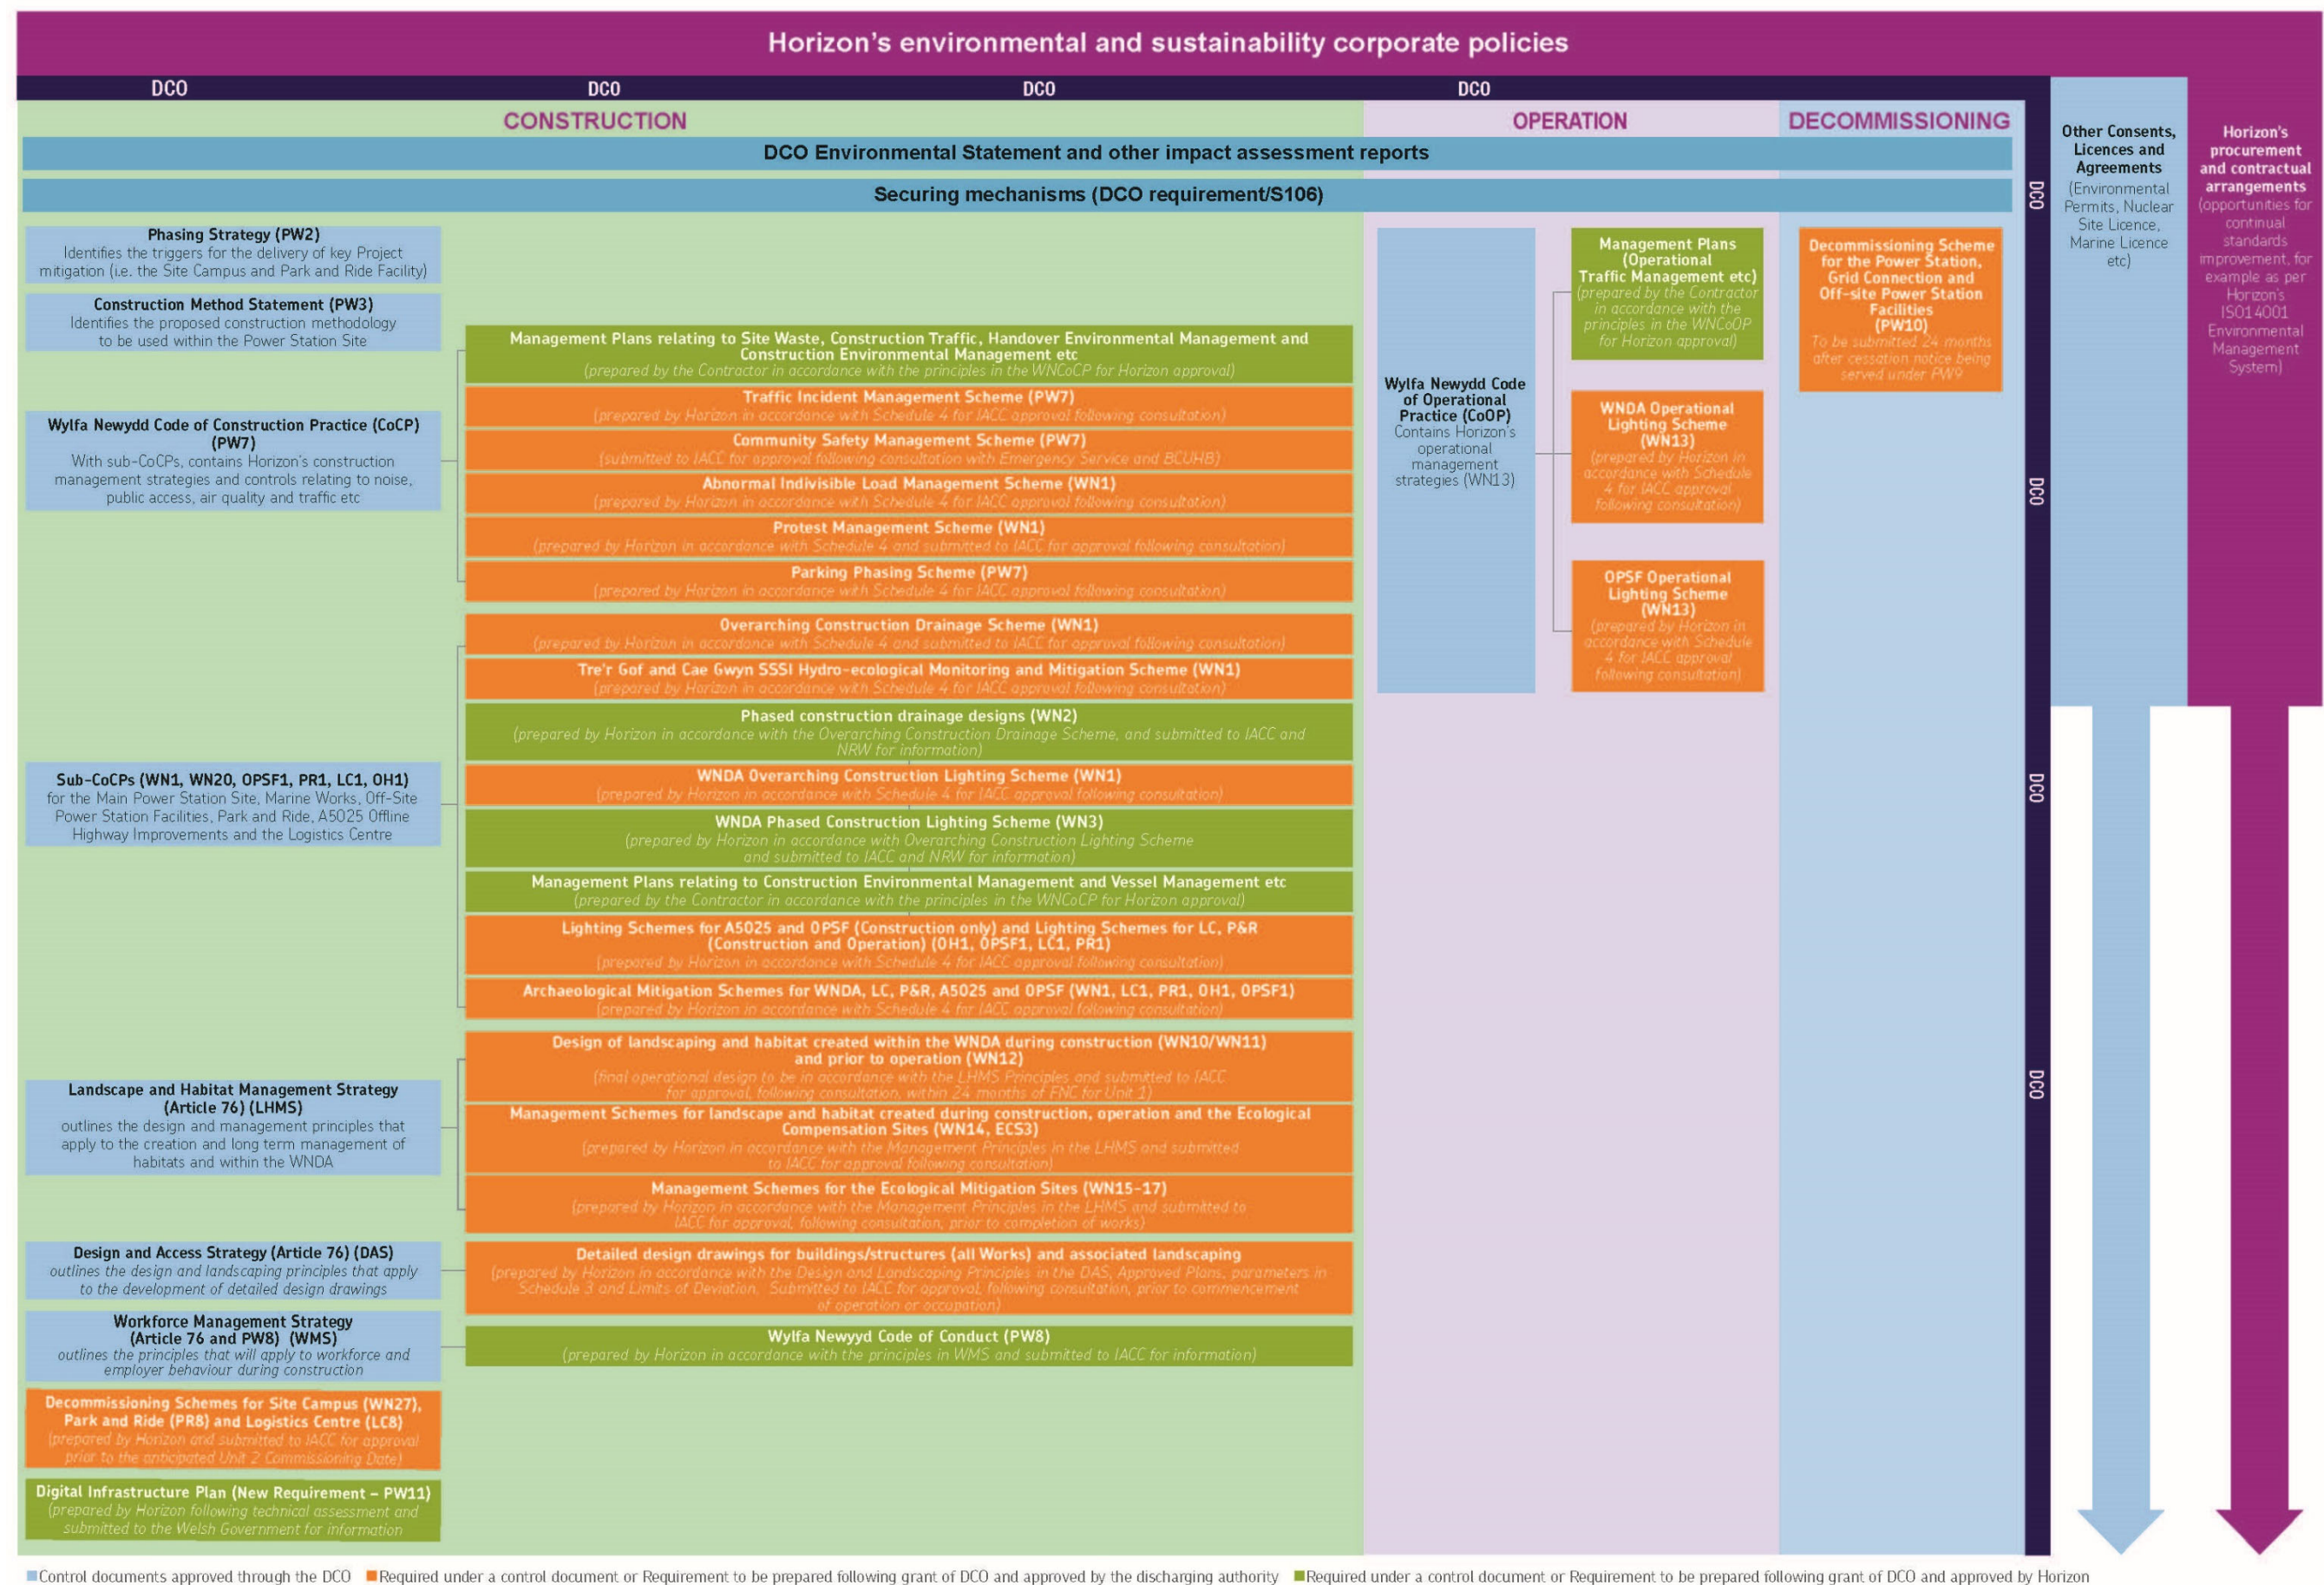 Horizon's environmental and sustainability corporate policies
DCO
DCO
DCO
DCO
CONSTRUCTION
OPERATION
DECOMMISSIONING
DCO Environmental Statement and other impact assessment reports
Securing mechanisms (DCO requirement/S106)
Phasing Strategy (PW2)
Identifies the triggers for the delivery of key Project
mitigation (i.e. the Site Campus and Park and Ride Facility)
Construction Method Statement (PW3)
Identifies the proposed construction methodology
to be used within the Power Station Site
Wylfa Newydd Code of Construction Practice (CoCP)
(PW7)
With sub-CoCPs, contains Horizon's construction
management strategies and controls relating to noise,
public access, air quality and traffic etc
Management Plans relating to Site Waste, Construction Traffic, Handover Environmental Management and
Construction Environmental Management etc
(prepared by the Contractor in accordance with the principles in the WNCoCP for Horizon approval)
Traffic Incident Management Scheme (PW7)
(prepared by Horizon in accordance with Schedule 4 for IACC approval following consultation)
Community Safety Management Scheme (PW7)
(submitted to IACC for approval following consultation with Emergency Service and BCUHB)
Abnormal Indivisible Load Management Scheme (WN1)
(prepared by Horizon in accordance with Schedule 4 for IACC approval following consultation)
Protest Management Scheme (WN1)
(prepared by Horizon in accordance with Schedule 4 and submitted to IACC for approval following consultation)
Parking Phasing Scheme (PW7)
(prepared by Horizon in accordance with Schedule 4 for IACC approval following consultation)
Sub-CoCPs (WN1, WN20, OPSF1, PR1, LC1, OH1)
for the Main Power Station Site, Marine Works, Off-Site
Power Station Facilities, Park and Ride, A5025 Offline
Highway Improvements and the Logistics Centre
Overarching Construction Drainage Scheme (WN1)
(prepared by Horizon in accordance with Schedule 4 and submitted to IACC for approval following consultation)
Tre'r Gof and Cae Gwyn SSSI Hydro-ecological Monitoring and Mitigation Scheme (WN1)
(prepared by Horizon in accordance with Schedule 4 for IACC approval following consultation)
Phased construction drainage designs (WN2)
(prepared by Horizon in accordance with the Overarching Construction Drainage Scheme, and submitted to IACC and
NRW for information)
WNDA Overarching Construction Lighting Scheme (WN1)
(prepared by Horizon in accordance with Schedule 4 for IACC approval following consultation)
WNDA Phased Construction Lighting Scheme (WN3)
(prepared by Horizon in accordance with Overarching Construction Lighting Scheme
and submitted to IACC and NRW for information)
Management Plans relating to Construction Environmental Management and Vessel Management etc
(prepared by the Contractor in accordance with the principles in the WNCoCP for Horizon approval)
Lighting Schemes for A5025 and OPSF (Construction only) and Lighting Schemes for LC, P&R
(Construction and Operation) (OH1, OPSF1, LC1, PR1)
(prepared by Horizon in accordance with Schedule 4 for IACC approval following consultation)
Archaeological Mitigation Schemes for WNDA, LC, P&R, A5025 and OPSF (WN1, LC1, PR1, OH1, OPSF1)
(prepared by Horizon in accordance with Schedule 4 for IACC approval following consultation)
Landscape and Habitat Management Strategy
(Article 76) (LHMS)
outlines the design and management principles that
apply to the creation and long term management of
habitats and within the WNDA
Design of landscaping and habitat created within the WNDA during construction (WN10/WN11)
and prior to operation (WN12)
(final operational design to be in accordance with the LHMS Principles and submitted to IACC
for approval, following consultation, within 24 months of FNC for Unit 1)
Management Schemes for landscape and habitat created during construction, operation and the Ecological
Compensation Sites (WN14, ECS3)
(prepared by Horizon in accordance with the Management Principles in the LHMS and submitted
to IACC for approval following consultation)
Management Schemes for the Ecological Mitigation Sites (WN15-17)
(prepared by Horizon in accordance with the Management Principles in the LHMS and submitted to
IACC for approval, following consultation, prior to completion of works)
Design and Access Strategy (Article 76) (DAS)
outlines the design and landscaping principles that apply
to the development of detailed design drawings
Detailed design drawings for buildings/structures (all Works) and associated landscaping
(prepared by Horizon in accordance with the Design and Landscaping Principles in the DAS, Approved Plans, parameters in
Schedule 3 and Limits of Deviation. Submitted to IACC for approval, following consultation, prior to commencement
of operation or occupation)
Workforce Management Strategy
(Article 76 and PW8) (WMS)
outlines the principles that will apply to workforce and
employer behaviour during construction
Wylfa Newyyd Code of Conduct (PW8)
(prepared by Horizon in accordance with the principles in WMS and submitted to IACC for information)
Decommissioning Schemes for Site Campus (WN27),
Park and Ride (PR8) and Logistics Centre (LC8)
(prepared by Horizon and submitted to IACC for approval
prior to the anticipated Unit 2 Commissioning Date)
Digital Infrastructure Plan (New Requirement – PW11)
(prepared by Horizon following technical assessment and
submitted to the Welsh Government for information
Wylfa Newydd Code
of Operational
Practice (CoOP)
Contains Horizon's
operational
management
strategies (WN13)
Management Plans
(Operational
Traffic Management etc)
(prepared by the Contractor
in accordance with the
principles in the WNCoOP
for Horizon approval)
WNDA Operational
Lighting Scheme
(WN13)
(prepared by Horizon in
accordance with Schedule
4 for IACC approval
following consultation)
OPSF Operational
Lighting Scheme
(WN13)
(prepared by Horizon in
accordance with Schedule
4 for IACC approval
following consultation)
Decommissioning Scheme
for the Power Station,
Grid Connection and
Off-site Power Station
Facilities
(PW10)
To be submitted 24 months
after cessation notice being
served under PW9
DCO
DCO
DCO
DCO
Other Consents,
Licences and
Agreements
(Environmental
Permits, Nuclear
Site Licence,
Marine Licence
etc)
Horizon's
procurement
and contractual
arrangements
(opportunities for
continual
standards
improvement, for
example as per
Horizon's
ISO14001
Environmental
Management
System)
Control documents approved through the DCO
Required under a control document or Requirement to be prepared following grant of DCO and approved by the discharging authority
Required under a control document or Requirement to be prepared following grant of DCO and approved by Horizon